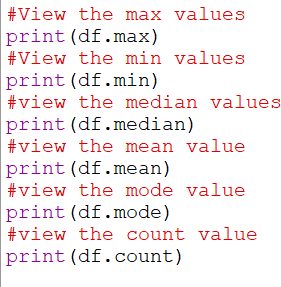 #View the max values
print(df.max)
#View the min values
print(df.min)
#view the median values
print(df.median)
#view the mean value
print(df.mean)
#view the mode value
print(df.mode)
#view the count value
print(df.count)